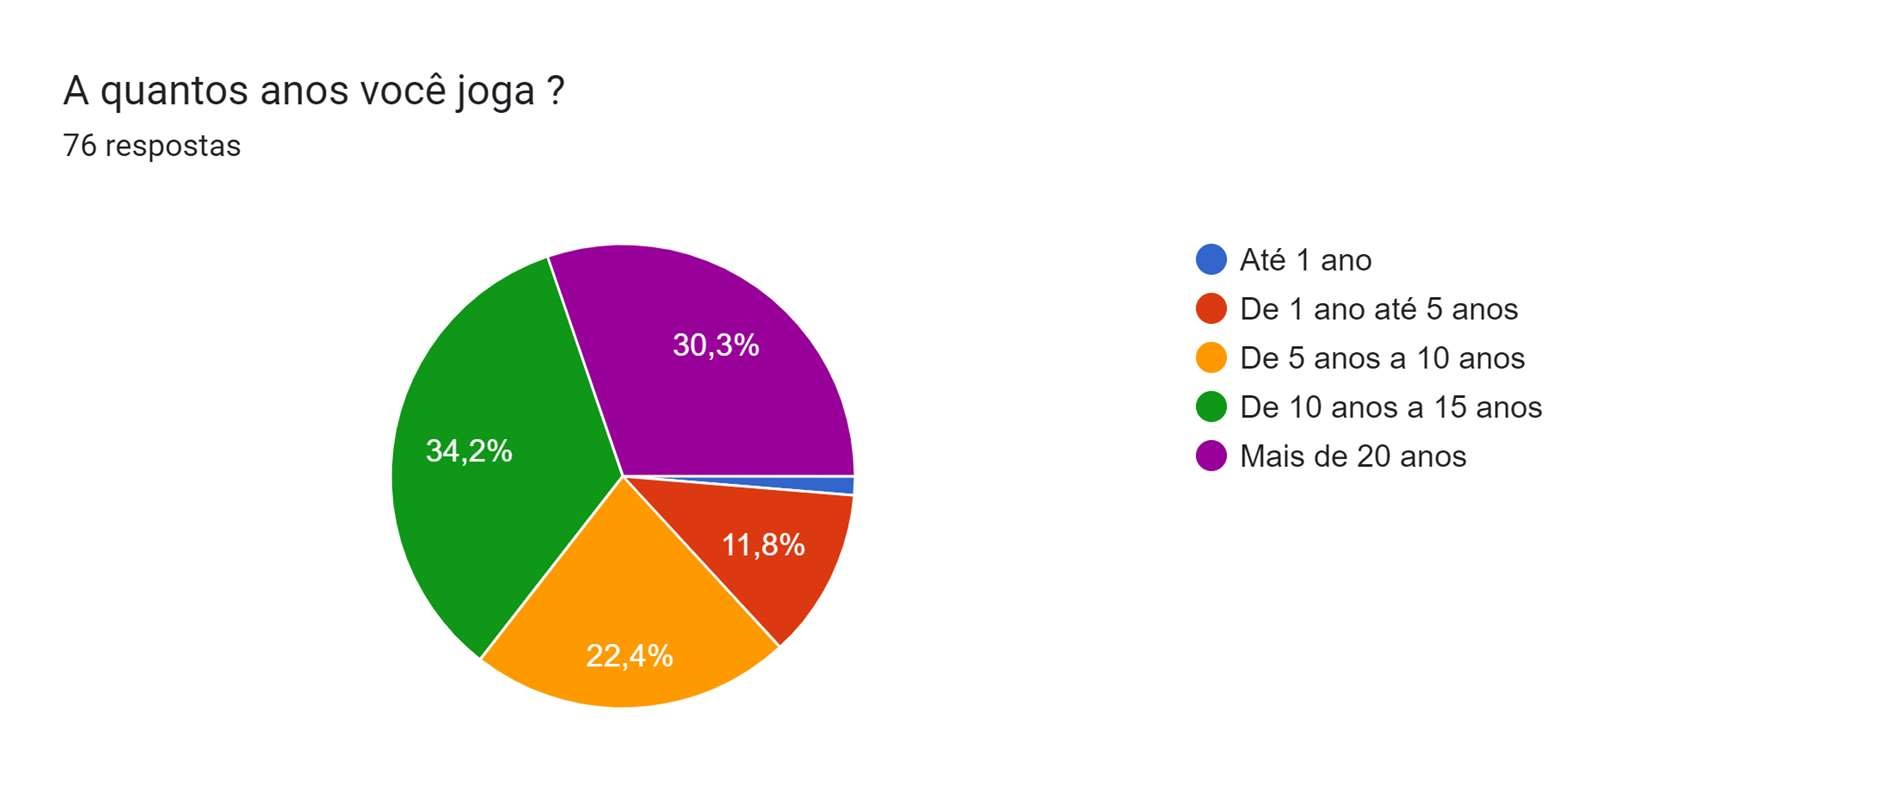 A quantos anos você joga ?
76 respostas
30,3%
34,2%
11,8%
22,4%
Até 1 ano
De 1 ano até 5 anos
De 5 anos a 10 anos
De 10 anos a 15 anos
Mais de 20 anos